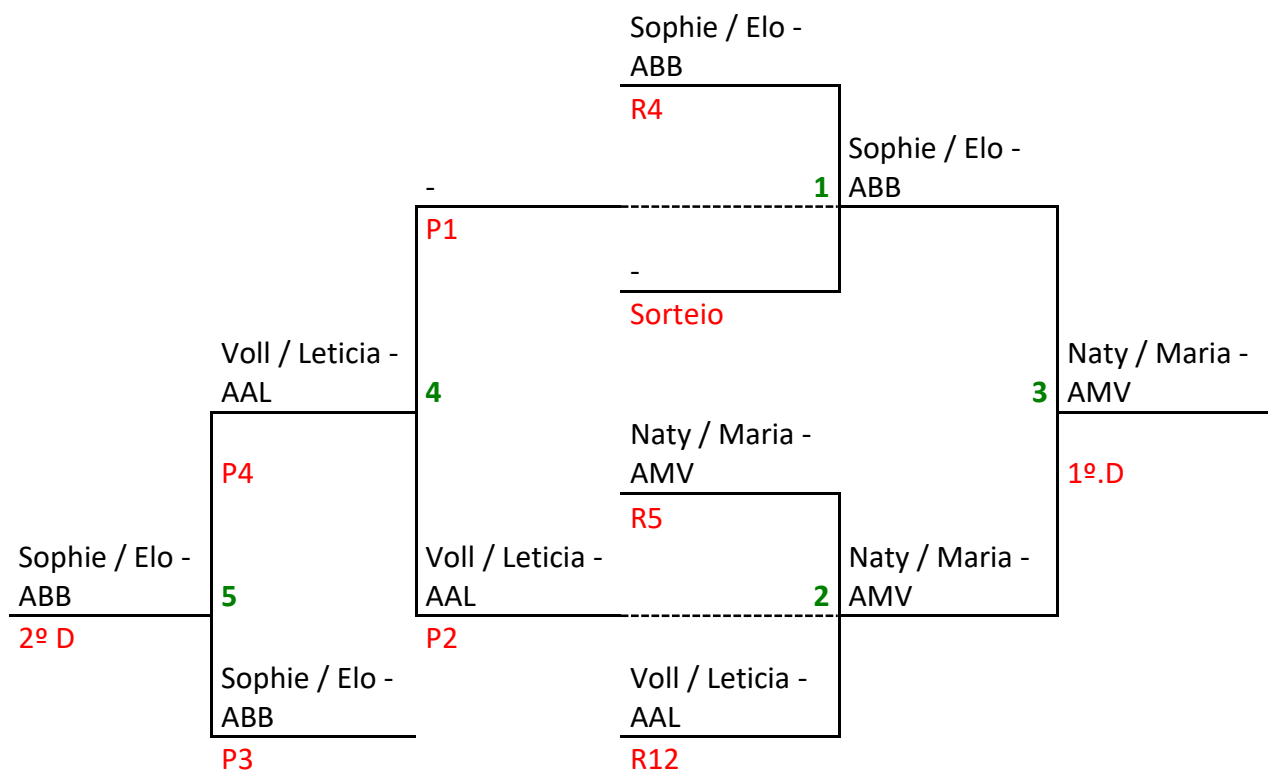 Sophie / Elo -
ABB
R4
Sophie / Elo -
-
1
ABB
P1
-
Sorteio
Voll / Leticia -
Naty / Maria -
AAL
4
3
AMV
Naty / Maria -
P4
AMV
1º.D
R5
Sophie / Elo -
Voll / Leticia -
Naty / Maria -
ABB
5
AAL
2
AMV
2º D
P2
Sophie / Elo -
Voll / Leticia -
ABB
AAL
P3
R12